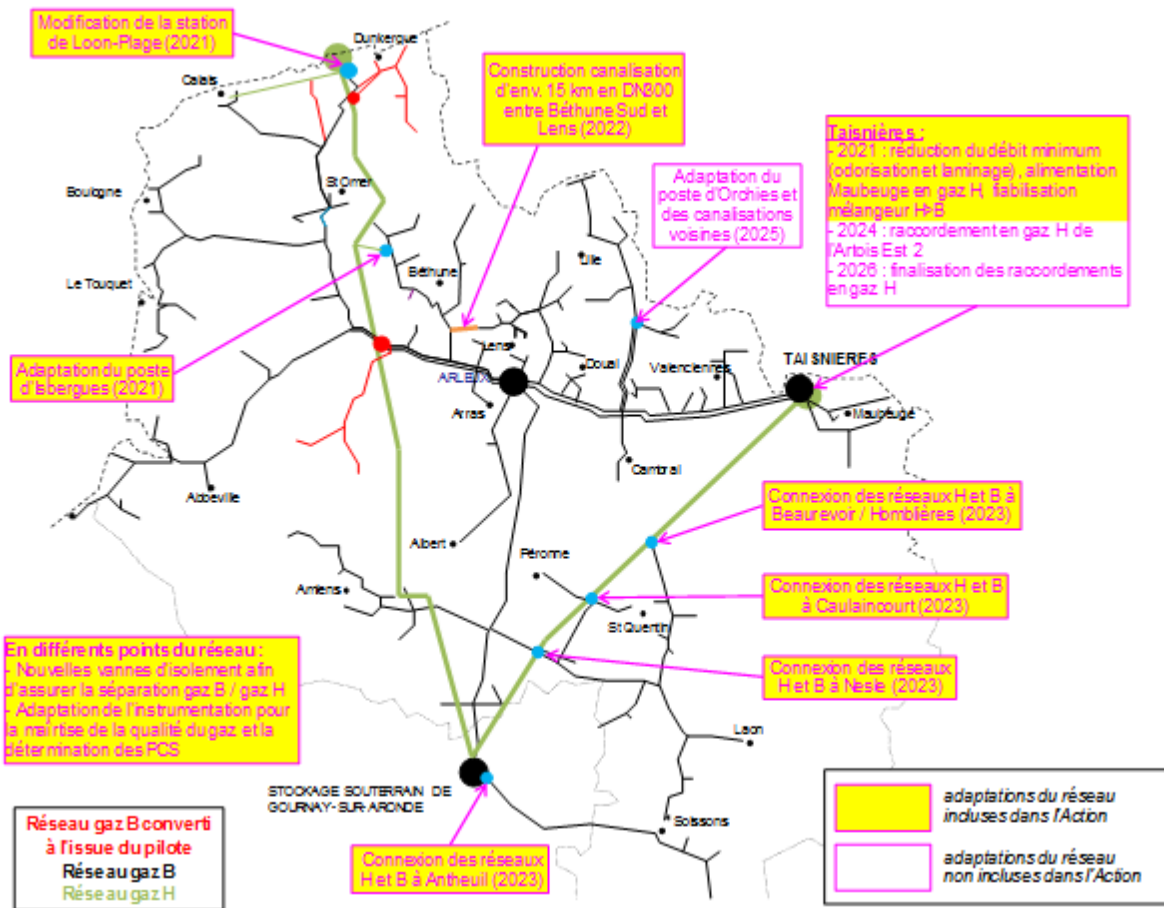 Modification de la station
de Loon-Plage (2021)
Dunkerque
Calais
Construction canalisation
d'env. 15 km en DN300
entre Béthune Sud et
Lens (2022)
Taisnières :
- 2021 : réduction du débit minimum
(odorisation et laminage), alimentation
Maubeuge en gaz H, fiabilisation
mélangeur H>B
- 2024 : raccordement en gaz H de
l'Artois Est 2
- 2026 : finalisation des raccordements
en gaz H
Adaptation du
poste d'Orchies et
des canalisations
voisines (2025)
Boulogne
St Omer
Le Touquet
Béthune
Lille
Lens
Douai
Valenciennes
TAISNIERES
Maubeuge
Adaptation du poste
d'Isbergues (2021)
ARLEUX
Arras
Cambrai
Abbeville
Connexion des réseaux H et B à
Beaurevoir / Homblières (2023)
Albert
Péronne
Amiens
Connexion des réseaux H et B
à Caulaincourt (2023)
St Quentin
En différents points du réseau :
- Nouvelles vannes d'isolement afin
d'assurer la séparation gaz B / gaz H
- Adaptation de l'instrumentation pour
la maîrtise de la qualité du gaz et la
détermination des PCS
Connexion des réseaux
H et B à Nesle (2023)
Laon
STOCKAGE SOUTERRAIN DE
GOURNAY-SUR-ARONDE
Soissons
Réseau gaz B converti
à l'issue du pilote
Réseau gaz B
Réseau gaz H
Connexion des réseaux
H et B à Antheuil (2023)
adaptations du réseau
incluses dans l'Action
adaptations du réseau
non incluses dans l'Action